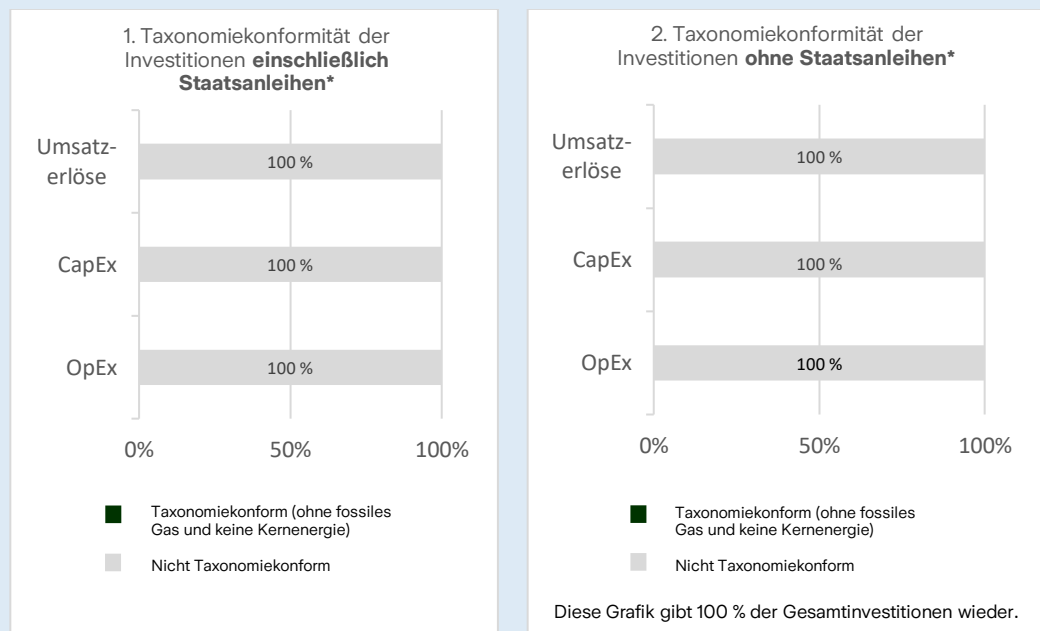 1. Taxonomiekonformität der
Investitionen einschließlich
Staatsanleihen*
Umsatz-
erlöse
100 %
CapEx
100 %
OpEx
100 %
0% 50% 100%
Taxonomiekonform (ohne fossiles
Gas und keine Kernenergie)
Nicht Taxonomiekonform
2. Taxonomiekonformität der
Investitionen ohne Staatsanleihen*
Umsatz-
erlöse
100 %
CapEx
100 %
OpEx
100 %
0% 50% 100%
Taxonomiekonform (ohne fossiles
Gas und keine Kernenergie)
Nicht Taxonomiekonform
Diese Grafik gibt 100 % der Gesamtinvestitionen wieder.